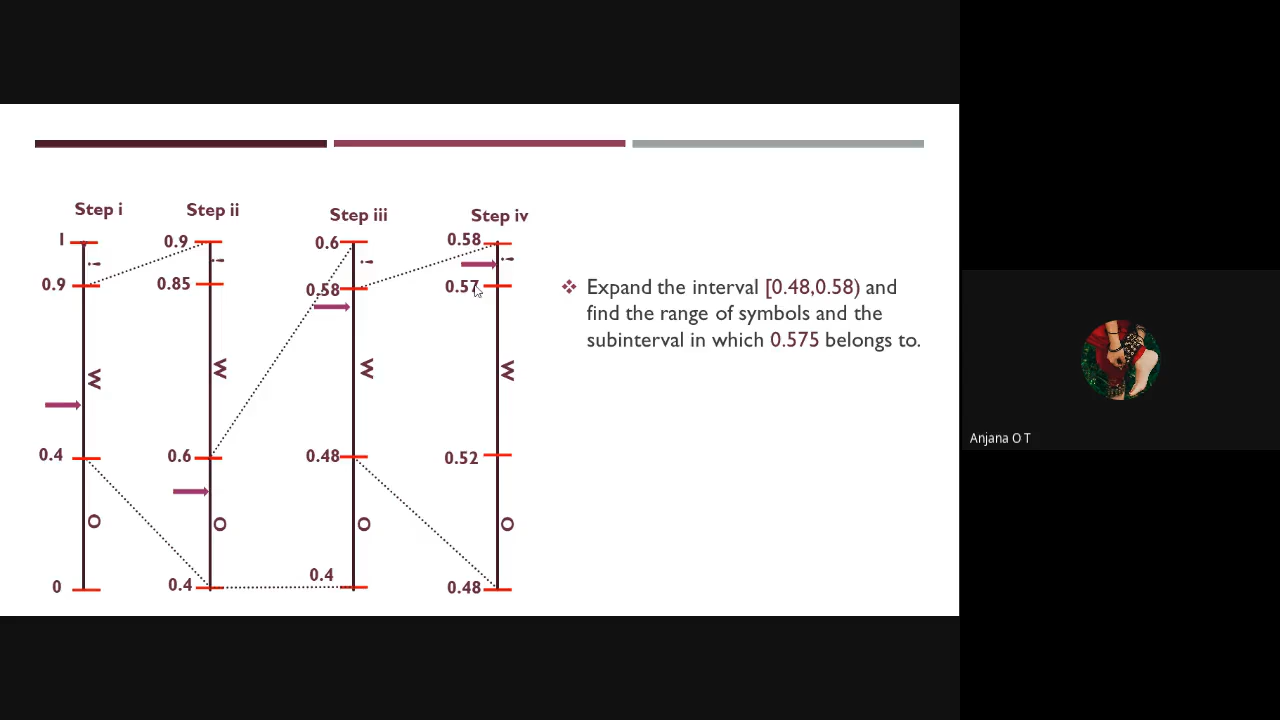 Step i
Step ii
Step iii
Step iv
1
!
0.9
W
0.4
O
0
0.9
!
0.85
W
0.6
O
0.4
0.6
!
0.58
W
0.48
O
0.4
0.58
!
0.57
W
0.52
O
0.48
Expand the interval [0.48,0.58) and
find the range of symbols and the
subinterval in which 0.575 belongs to.
Anjana O T